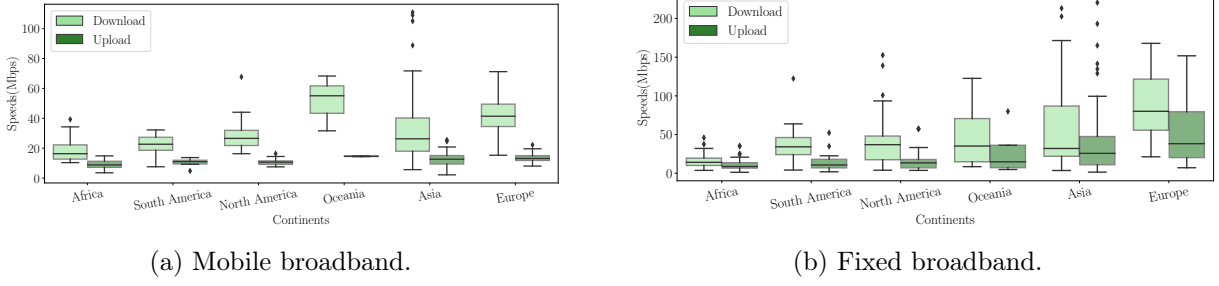 Download
Upload
Speeds(Mbps)
100
80
60
40
20
0
Africa
South America
North America
Oceania
Asia
Europe
Continents
(a) Mobile broadband.
Download
Upload
Speeds(Mbps)
200
150
100
50
0
Africa
South America
North America
Oceania
Asia
Europe
Continents
(b) Fixed broadband.